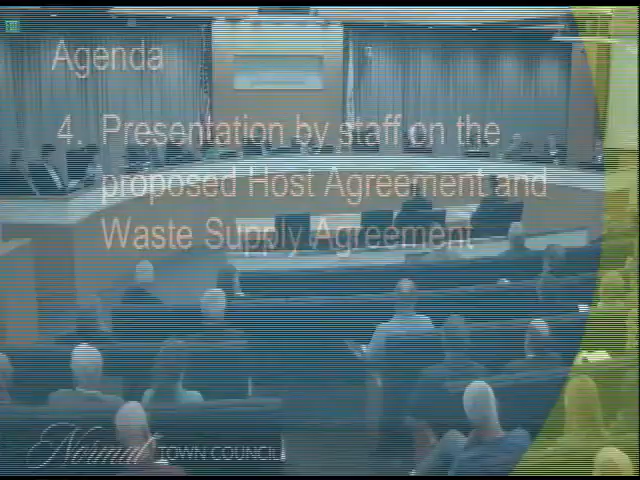 Agenda
4. Presentation by staff on the
proposed Host Agreement and
Waste Supply Agreement
Normal TOWN COUNCIL